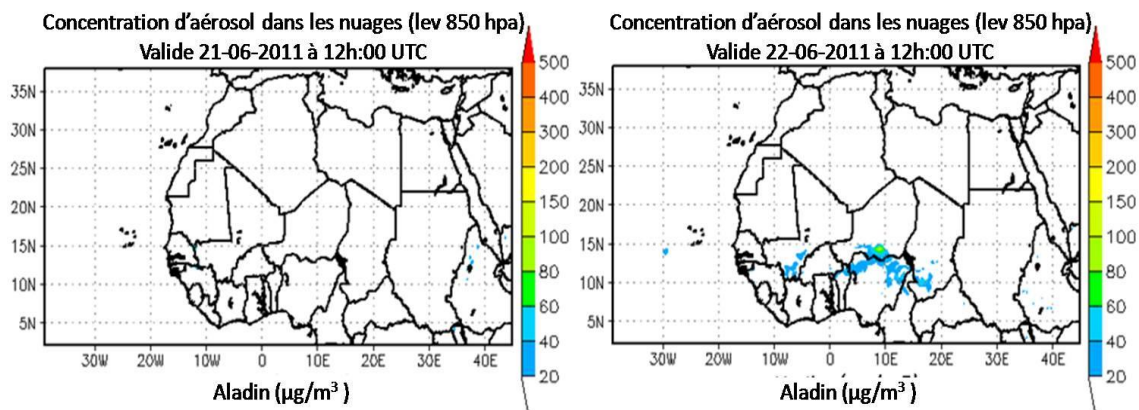 Concentration d'aérosol dans les nuages (lev 850 hpa)
Valide 21-06-2011 à 12h:00 UTC
500
400
300
200
150
100
80
60
40
20
35N
30N
25N
20N
15N
10N
5N
30W
20W
10W
0
10E
20E
30E
40E
Aladin (µg/m³ )
Concentration d'aérosol dans les nuages (lev 850 hpa)
Valide 22-06-2011 à 12h:00 UTC
500
400
300
200
150
100
80
60
40
20
35N
30N
25N
20N
15N
10N
5N
30W
20W
10W
0
10E
20E
30E
40E
Aladin (µg/m³ )